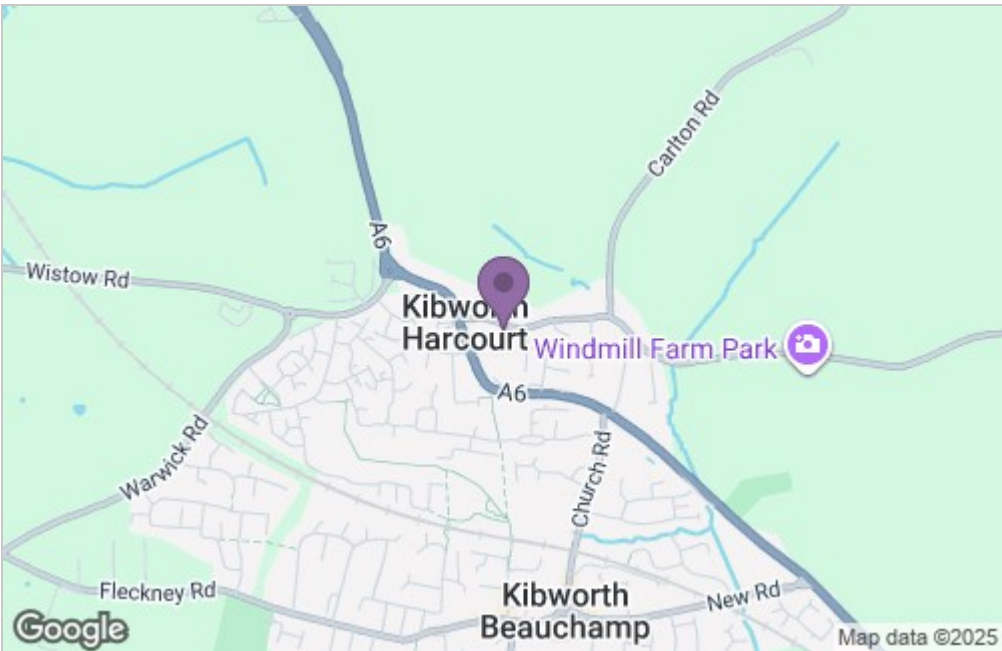 Carlton Rd
A6
Wistow Rd
Kibworth
Harcourt
Windmill Farm Park
A6
Warwick Rd
Church Rd
Fleckney Rd
Kibworth
Beauchamp
New Rd
Google
Map data ©2025